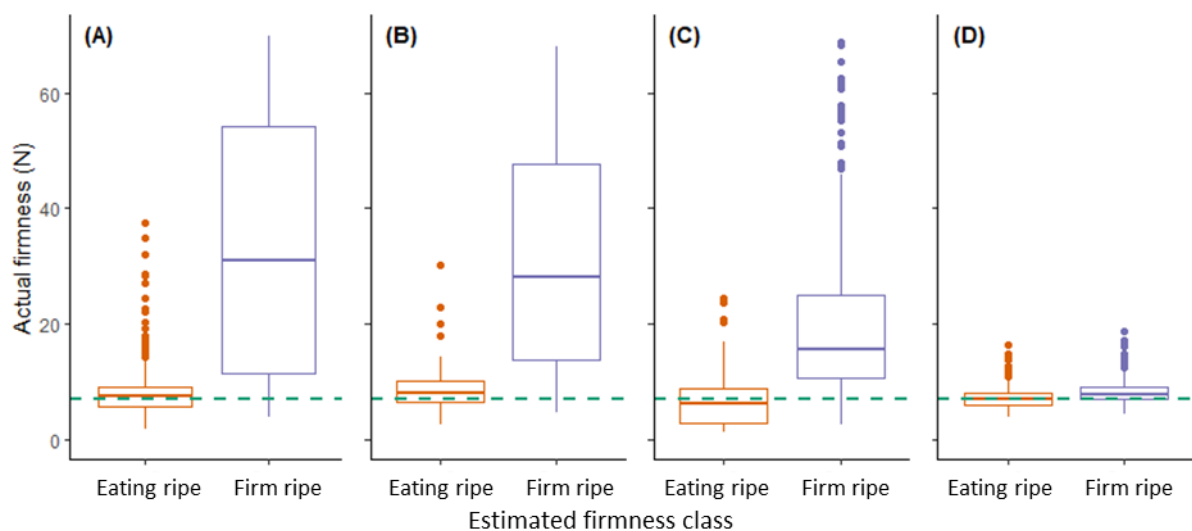 (A) (B) (C) (D)
Actual firmness (N)
60
40
20
0
Eating ripe Firm ripe Eating ripe Firm ripe Eating ripe Firm ripe Eating ripe Firm ripe
Estimated firmness class